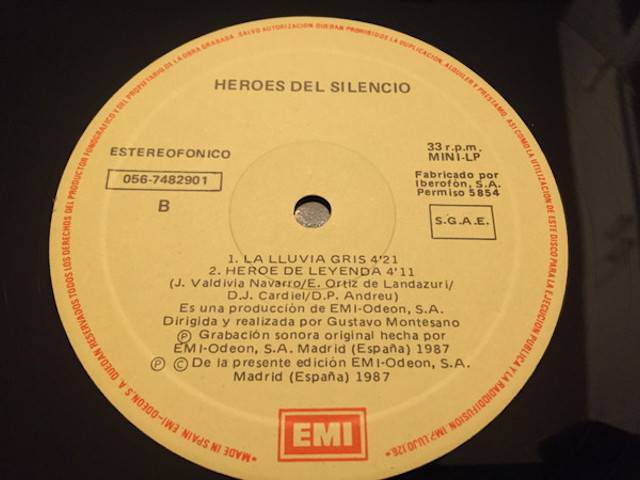 TODOS LOS DERECHOS DEL PRODUCTOR FONOGRAFICO Y DEL PROPIETARIO DE LA OBRA GRABADA. SALVO AUTORIZACION QUEDAN PROHIBIDOS LA DUPLICACION, ALQUILER Y PRESTAMO, ASI COMO LA UTILIZACION DE ESTE DISCO PARA LA EJECUCION PUBLICA Y LA RADIODIFUSION.
HEROES DEL SILENCIO
ESTEREOFONICO
056-7482901
B
33 r.p.m.
MINI-LP
Fabricado por
Iberofón, S.A.
Permiso 5854
S.G.A.E.
1. LA LLUVIA GRIS 4'21
2. HEROE DE LEYENDA 4'11
(J. Valdivia Navarro/E. Ortiz de Landazuri/
D.J. Cardiel/D.P. Andreu)
Es una producción de EMI-Odeon, S.A.
Dirigida y realizada por Gustavo Montesano
Ⓟ Grabación sonora original hecha por
EMI-Odeon, S.A. Madrid (España) 1987
Ⓟ © De la presente edición EMI-Odeon, S.A.
Madrid (España) 1987
EMI
MADE IN SPAIN EMI-ODEON S.A. QUEDAN RESERVADOS